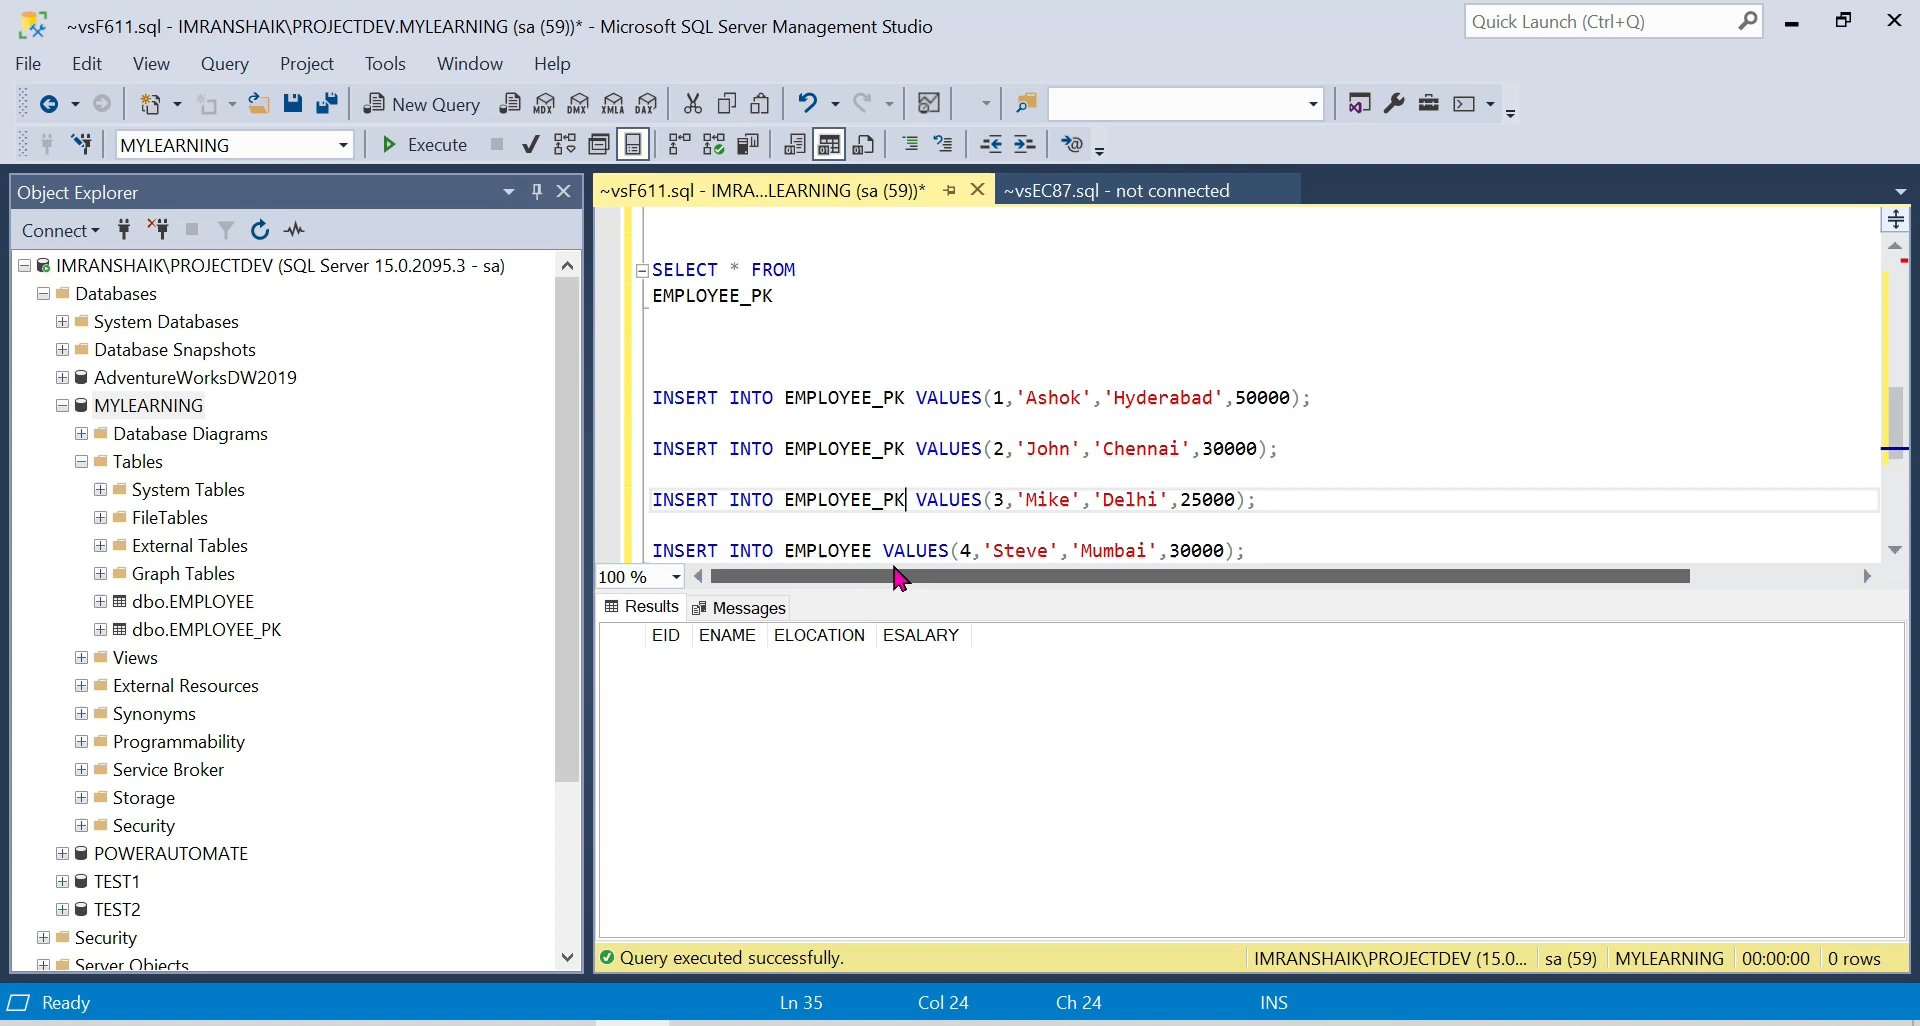 ~vsF611.sql - IMRANSHAIK\PROJECTDEV.MYLEARNING (sa (59))* - Microsoft SQL Server Management Studio
Quick Launch (Ctrl+Q)
File Edit View Query Project Tools Window Help
New Query MDX DMX XMLA DAX
MYLEARNING Execute
Object Explorer
~vsF611.sql - IMRA...LEARNING (sa (59))* ~vsEC87.sql - not connected
Connect
IMRANSHAIK\PROJECTDEV (SQL Server 15.0.2095.3 - sa)
Databases
System Databases
Database Snapshots
AdventureWorksDW2019
MYLEARNING
Database Diagrams
Tables
System Tables
FileTables
External Tables
Graph Tables
dbo.EMPLOYEE
dbo.EMPLOYEE_PK
Views
External Resources
Synonyms
Programmability
Service Broker
Storage
Security
POWERAUTOMATE
TEST1
TEST2
Security
Server Objects
SELECT * FROM
EMPLOYEE_PK
INSERT INTO EMPLOYEE_PK VALUES(1,'Ashok','Hyderabad',50000);
INSERT INTO EMPLOYEE_PK VALUES(2,'John','Chennai',30000);
INSERT INTO EMPLOYEE_PK VALUES(3,'Mike','Delhi',25000);
INSERT INTO EMPLOYEE VALUES(4,'Steve','Mumbai',30000);
100 %
Results Messages
EID ENAME ELOCATION ESALARY
Query executed successfully. IMRANSHAIK\PROJECTDEV (15.0... sa (59) MYLEARNING 00:00:00 0 rows
Ready Ln 35 Col 24 Ch 24 INS